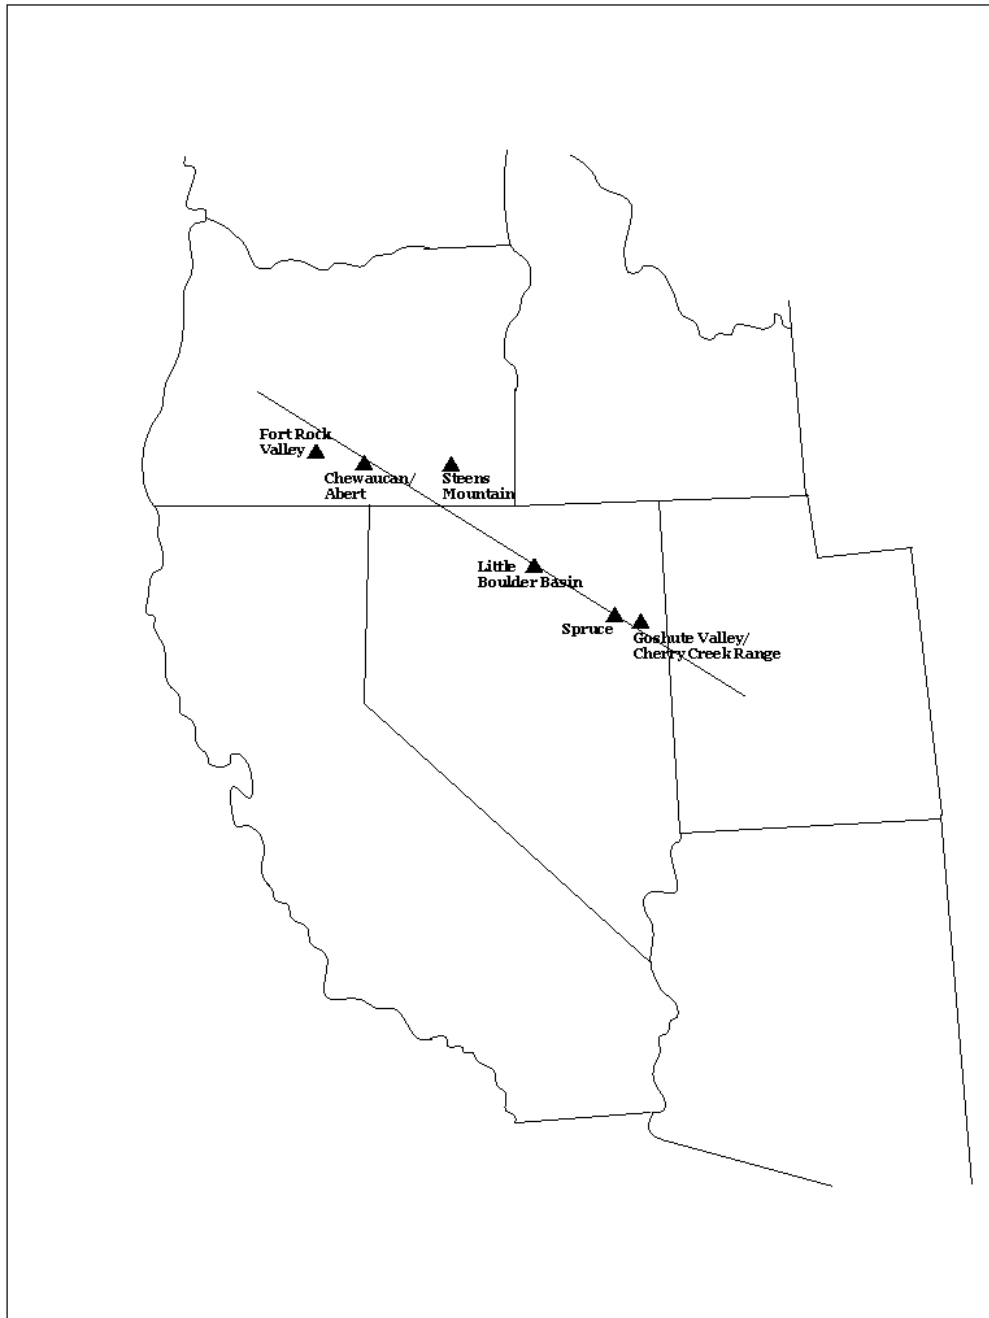 Fort Rock
Valley
Chewaucan/
Abert
Steens
Mountain
Little
Boulder Basin
Spruce
Goshute Valley/
Cherry Creek Range